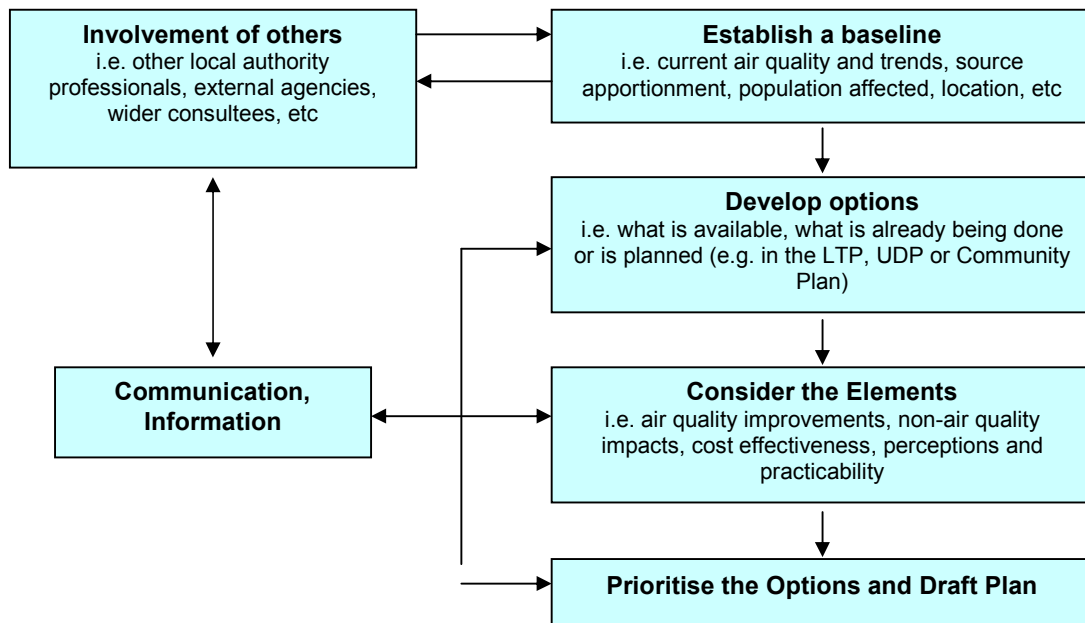 Involvement of others
i.e. other local authority
professionals, external agencies,
wider consultees, etc
Establish a baseline
i.e. current air quality and trends, source
apportionment, population affected, location, etc
Develop options
i.e. what is available, what is already being done
or is planned (e.g. in the LTP, UDP or Community
Plan)
Communication,
Information
Consider the Elements
i.e. air quality improvements, non-air quality
impacts, cost effectiveness, perceptions and
practicability
Prioritise the Options and Draft Plan